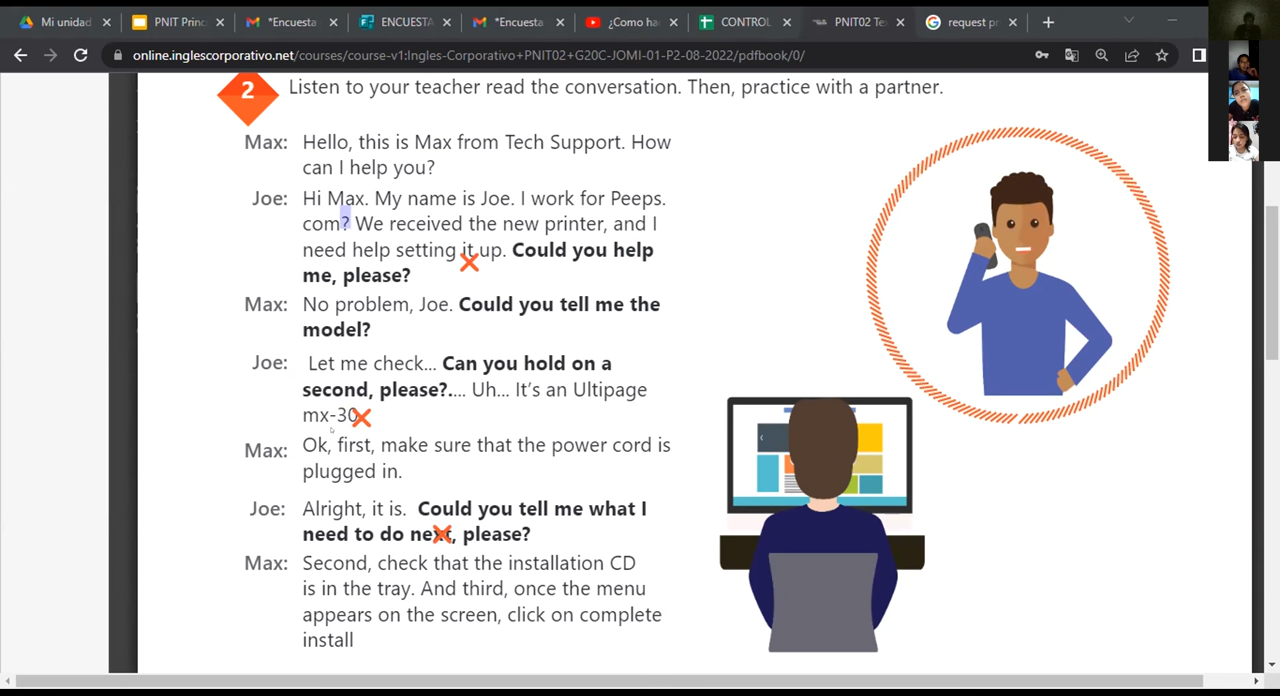 Mi unidad
PNIT Princ
*Encuesta
ENCUESTA
*Encuesta
¿Como ha
CONTROL
PNIT02 Te
request p
online.inglescorporativo.net/courses/course-v1:Ingles-Corporativo+PNIT02+G20C-JOMI-01-P2-08-2022/pdfbook/0/
2 Listen to your teacher read the conversation. Then, practice with a partner.
Max: Hello, this is Max from Tech Support. How
can I help you?
Joe: Hi Max. My name is Joe. I work for Peeps.
com? We received the new printer, and I
need help setting it up. Could you help
me, please?
Max: No problem, Joe. Could you tell me the
model?
Joe: Let me check... Can you hold on a
second, please?.... Uh... It's an Ultipage
mx-30
Max: Ok, first, make sure that the power cord is
plugged in.
Joe: Alright, it is. Could you tell me what I
need to do next, please?
Max: Second, check that the installation CD
is in the tray. And third, once the menu
appears on the screen, click on complete
install